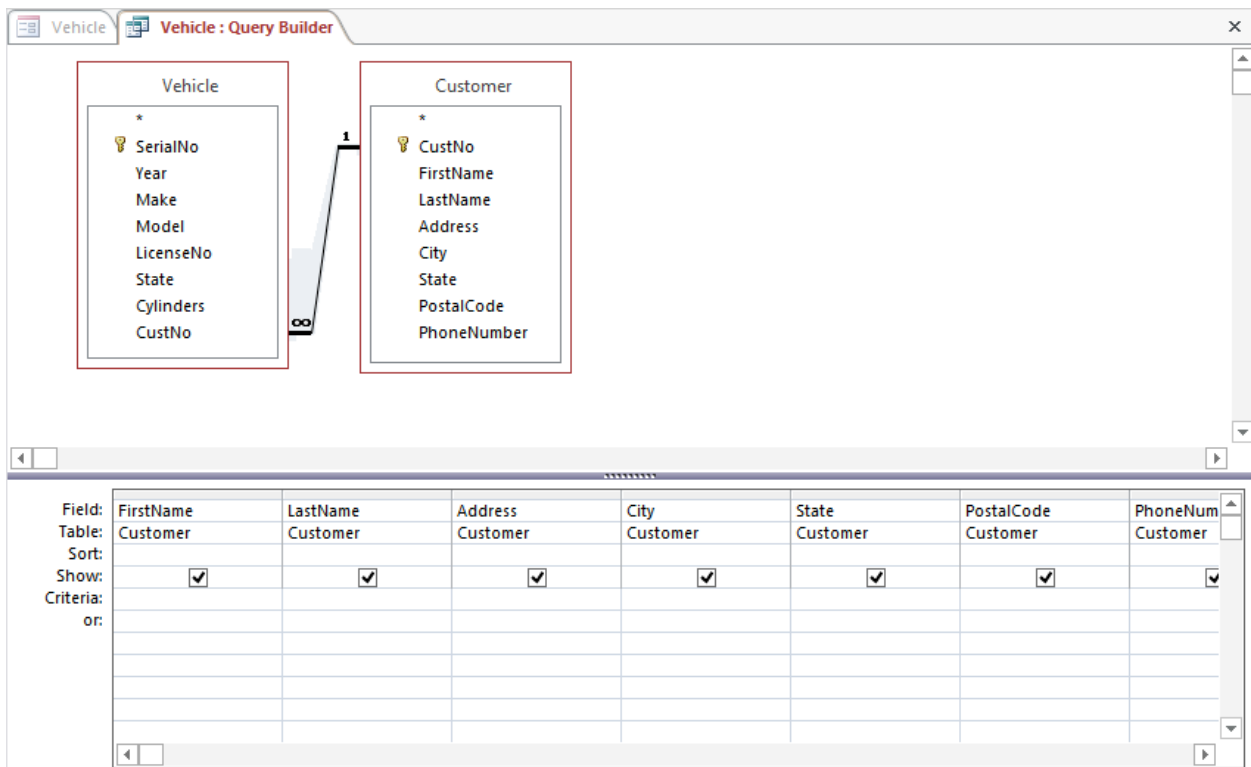 Vehicle Vehicle : Query Builder
Vehicle
*
SerialNo
Year
Make
Model
LicenseNo
State
Cylinders
CustNo
1
∞
Customer
*
CustNo
FirstName
LastName
Address
City
State
PostalCode
PhoneNumber
Field: FirstName LastName Address City State PostalCode PhoneNum
Table: Customer Customer Customer Customer Customer Customer Customer
Sort:
Show:
Criteria:
or: